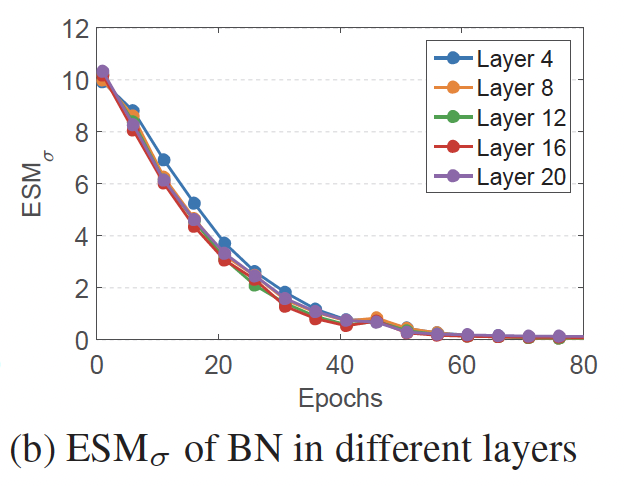 12
10
8
6
4
2
0
ESMσ
Layer 4
Layer 8
Layer 12
Layer 16
Layer 20
0 20 40 60 80
Epochs
(b) ESMσ of BN in different layers